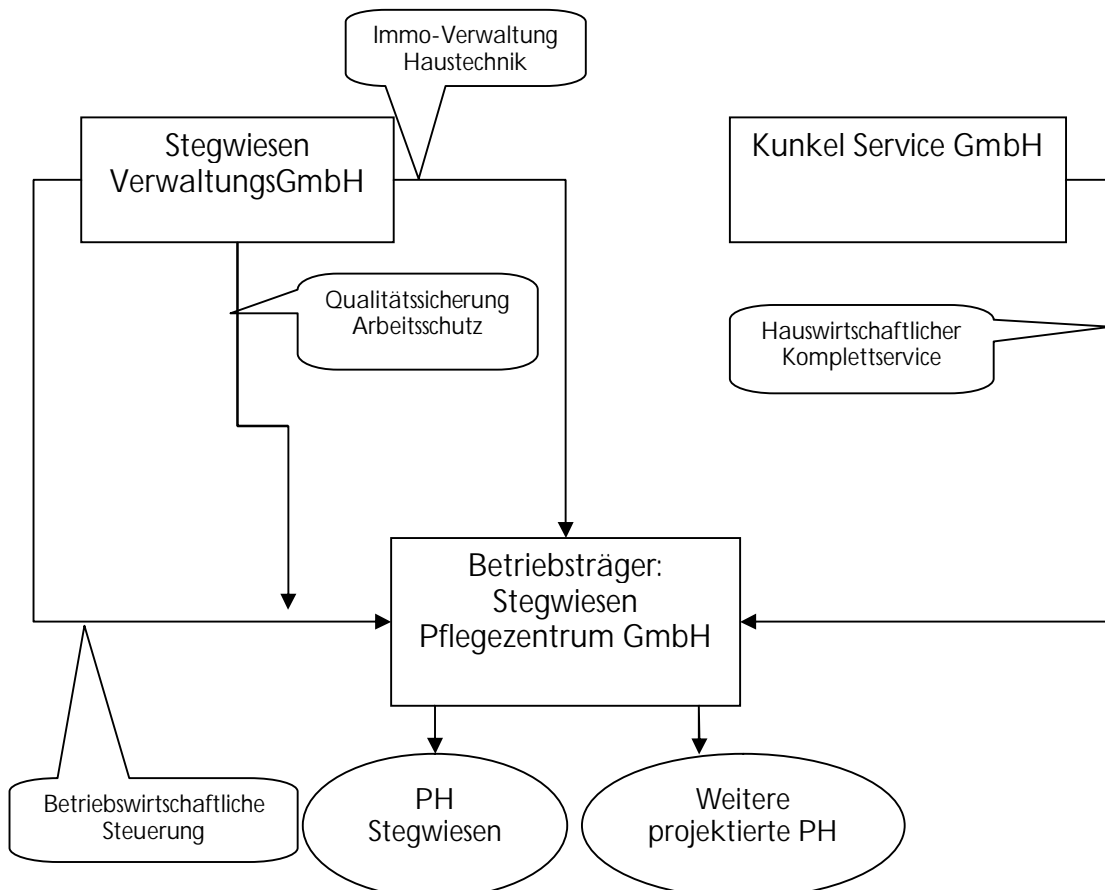 Immo-Verwaltung
Haustechnik
Stegwiesen
VerwaltungsGmbH
Kunkel Service GmbH
Qualitätssicherung
Arbeitsschutz
Hauswirtschaftlicher
Komplettservice
Betriebsträger:
Stegwiesen
Pflegezentrum GmbH
Betriebswirtschaftliche
Steuerung
PH
Stegwiesen
Weitere
projektierte PH